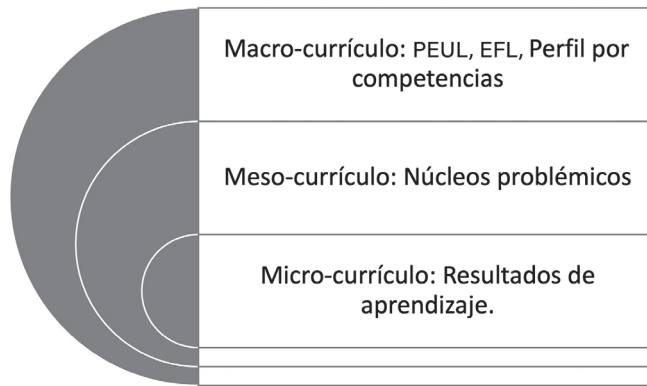 Macro-currículo: PEUL, EFL, Perfil por
competencias
Meso-currículo: Núcleos problémicos
Micro-currículo: Resultados de
aprendizaje.